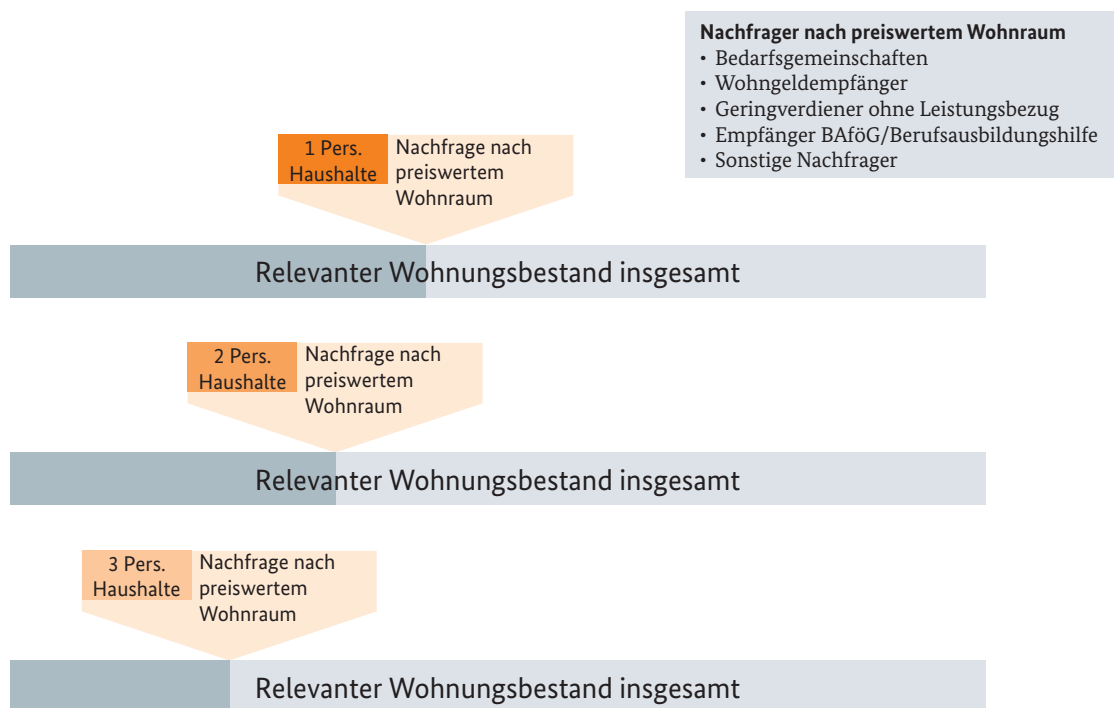 Nachfrager nach preiswertem Wohnraum
• Bedarfsgemeinschaften
• Wohngeldempfänger
• Geringverdiener ohne Leistungsbezug
• Empfänger BAföG/Berufsausbildungshilfe
• Sonstige Nachfrager
1 Pers.
Haushalte
Nachfrage nach
preiswertem
Wohnraum
Relevanter Wohnungsbestand insgesamt
2 Pers.
Haushalte
Nachfrage nach
preiswertem
Wohnraum
Relevanter Wohnungsbestand insgesamt
3 Pers.
Haushalte
Nachfrage nach
preiswertem
Wohnraum
Relevanter Wohnungsbestand insgesamt